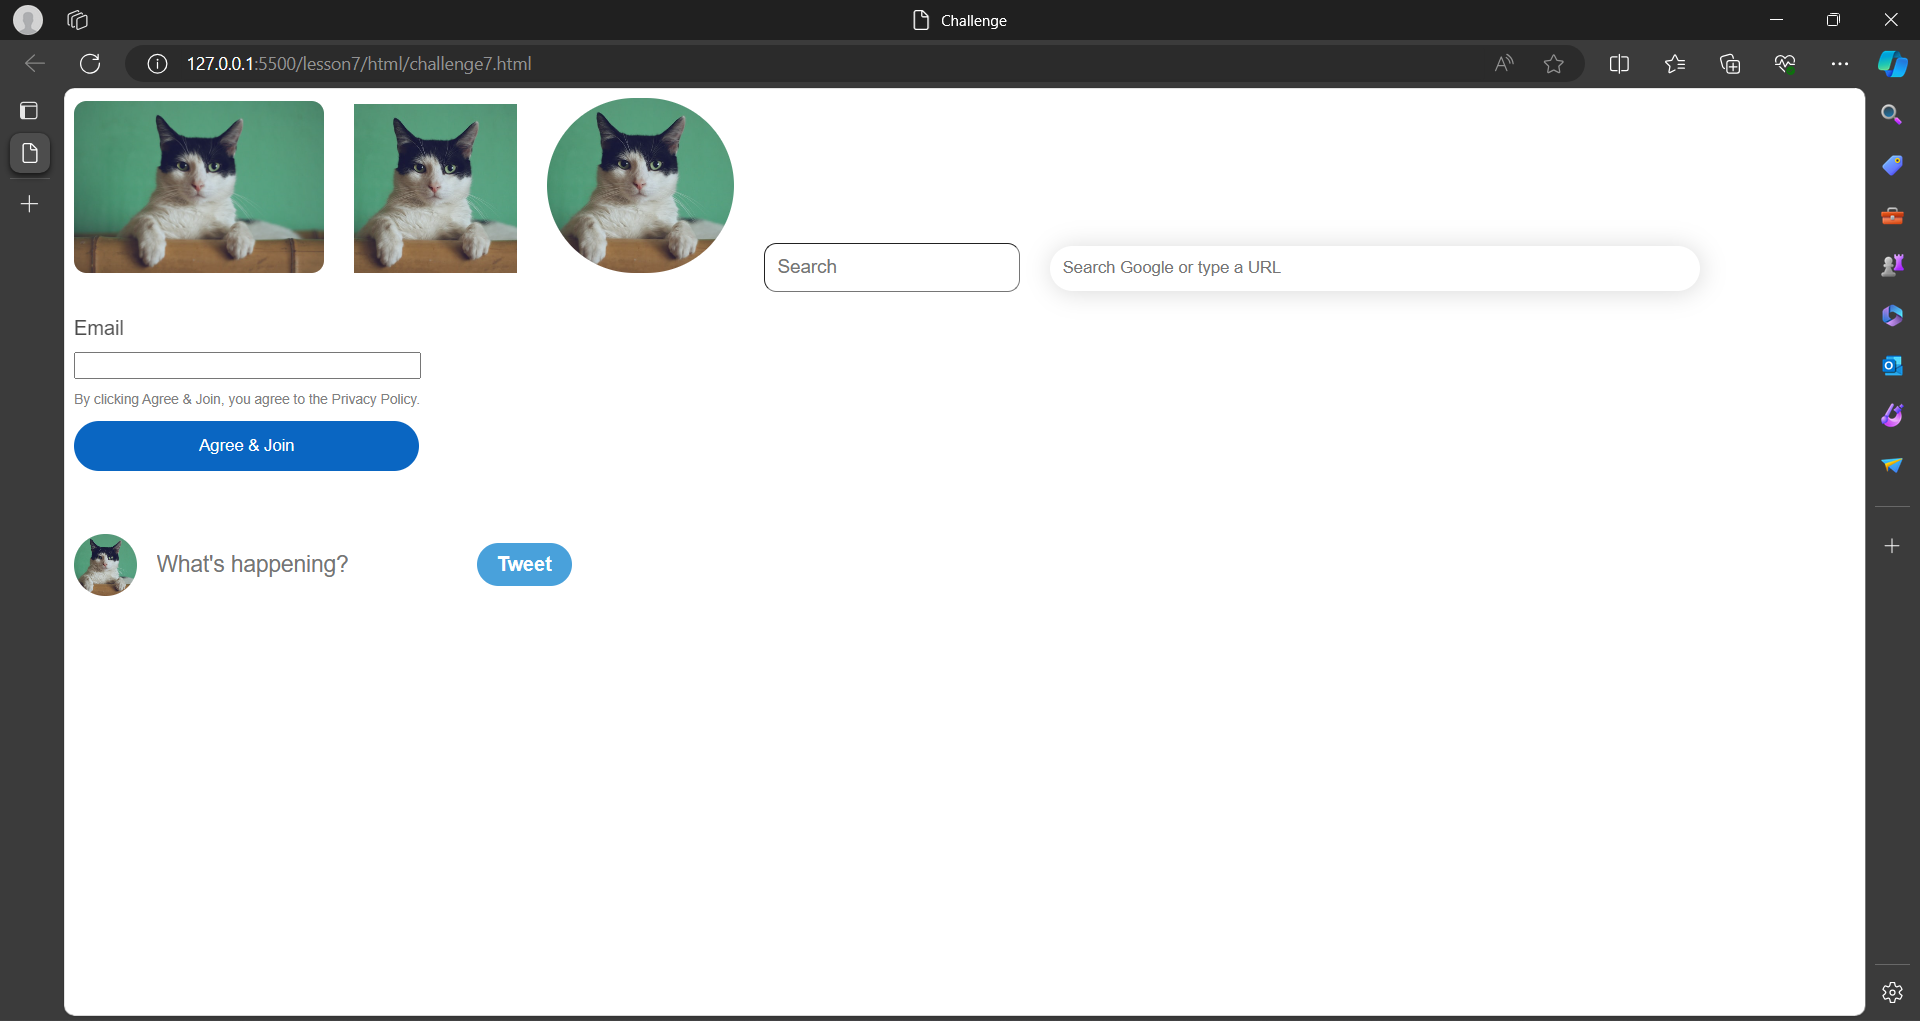 Challenge
127.0.0.1:5500/lesson7/html/challenge7.html
Search
Search Google or type a URL
Email
By clicking Agree & Join, you agree to the Privacy Policy.
Agree & Join
What's happening?
Tweet